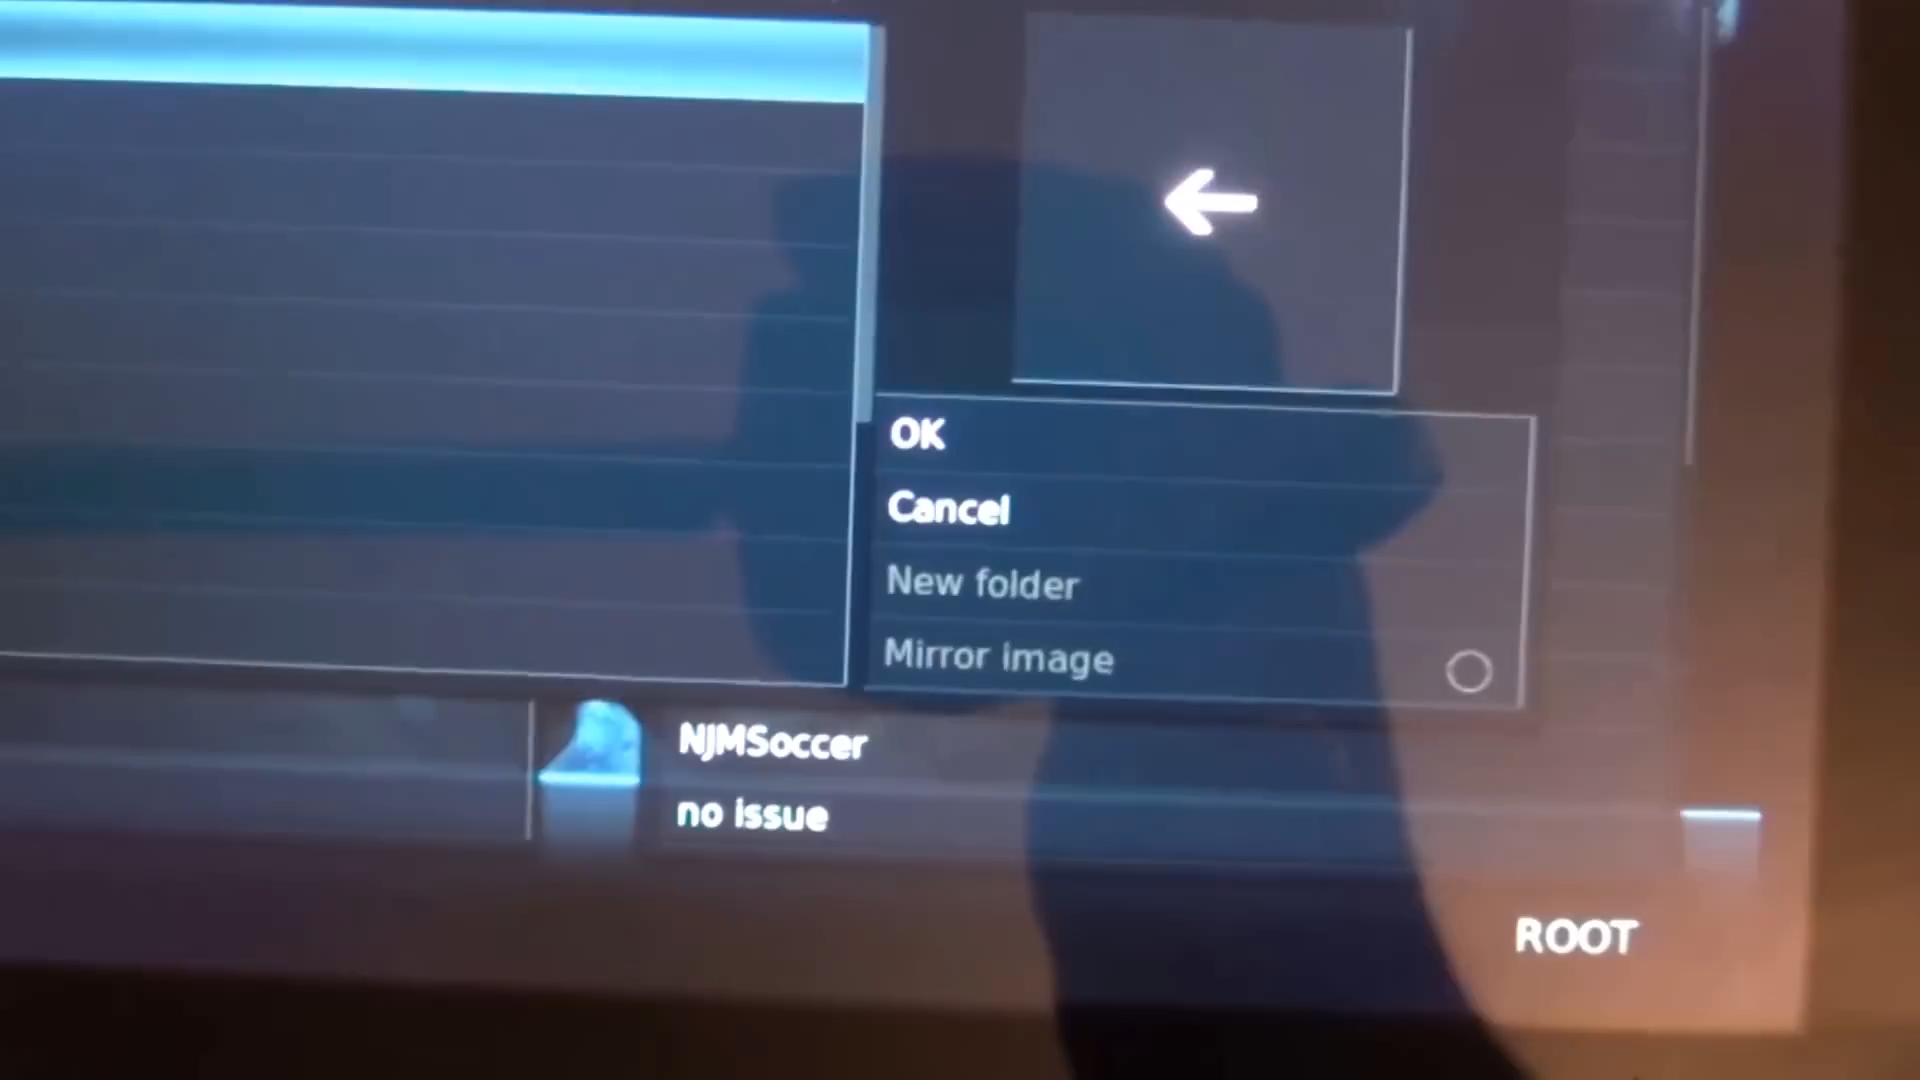 OK
Cancel
New folder
Mirror image
NJMSoccer
no issue
ROOT